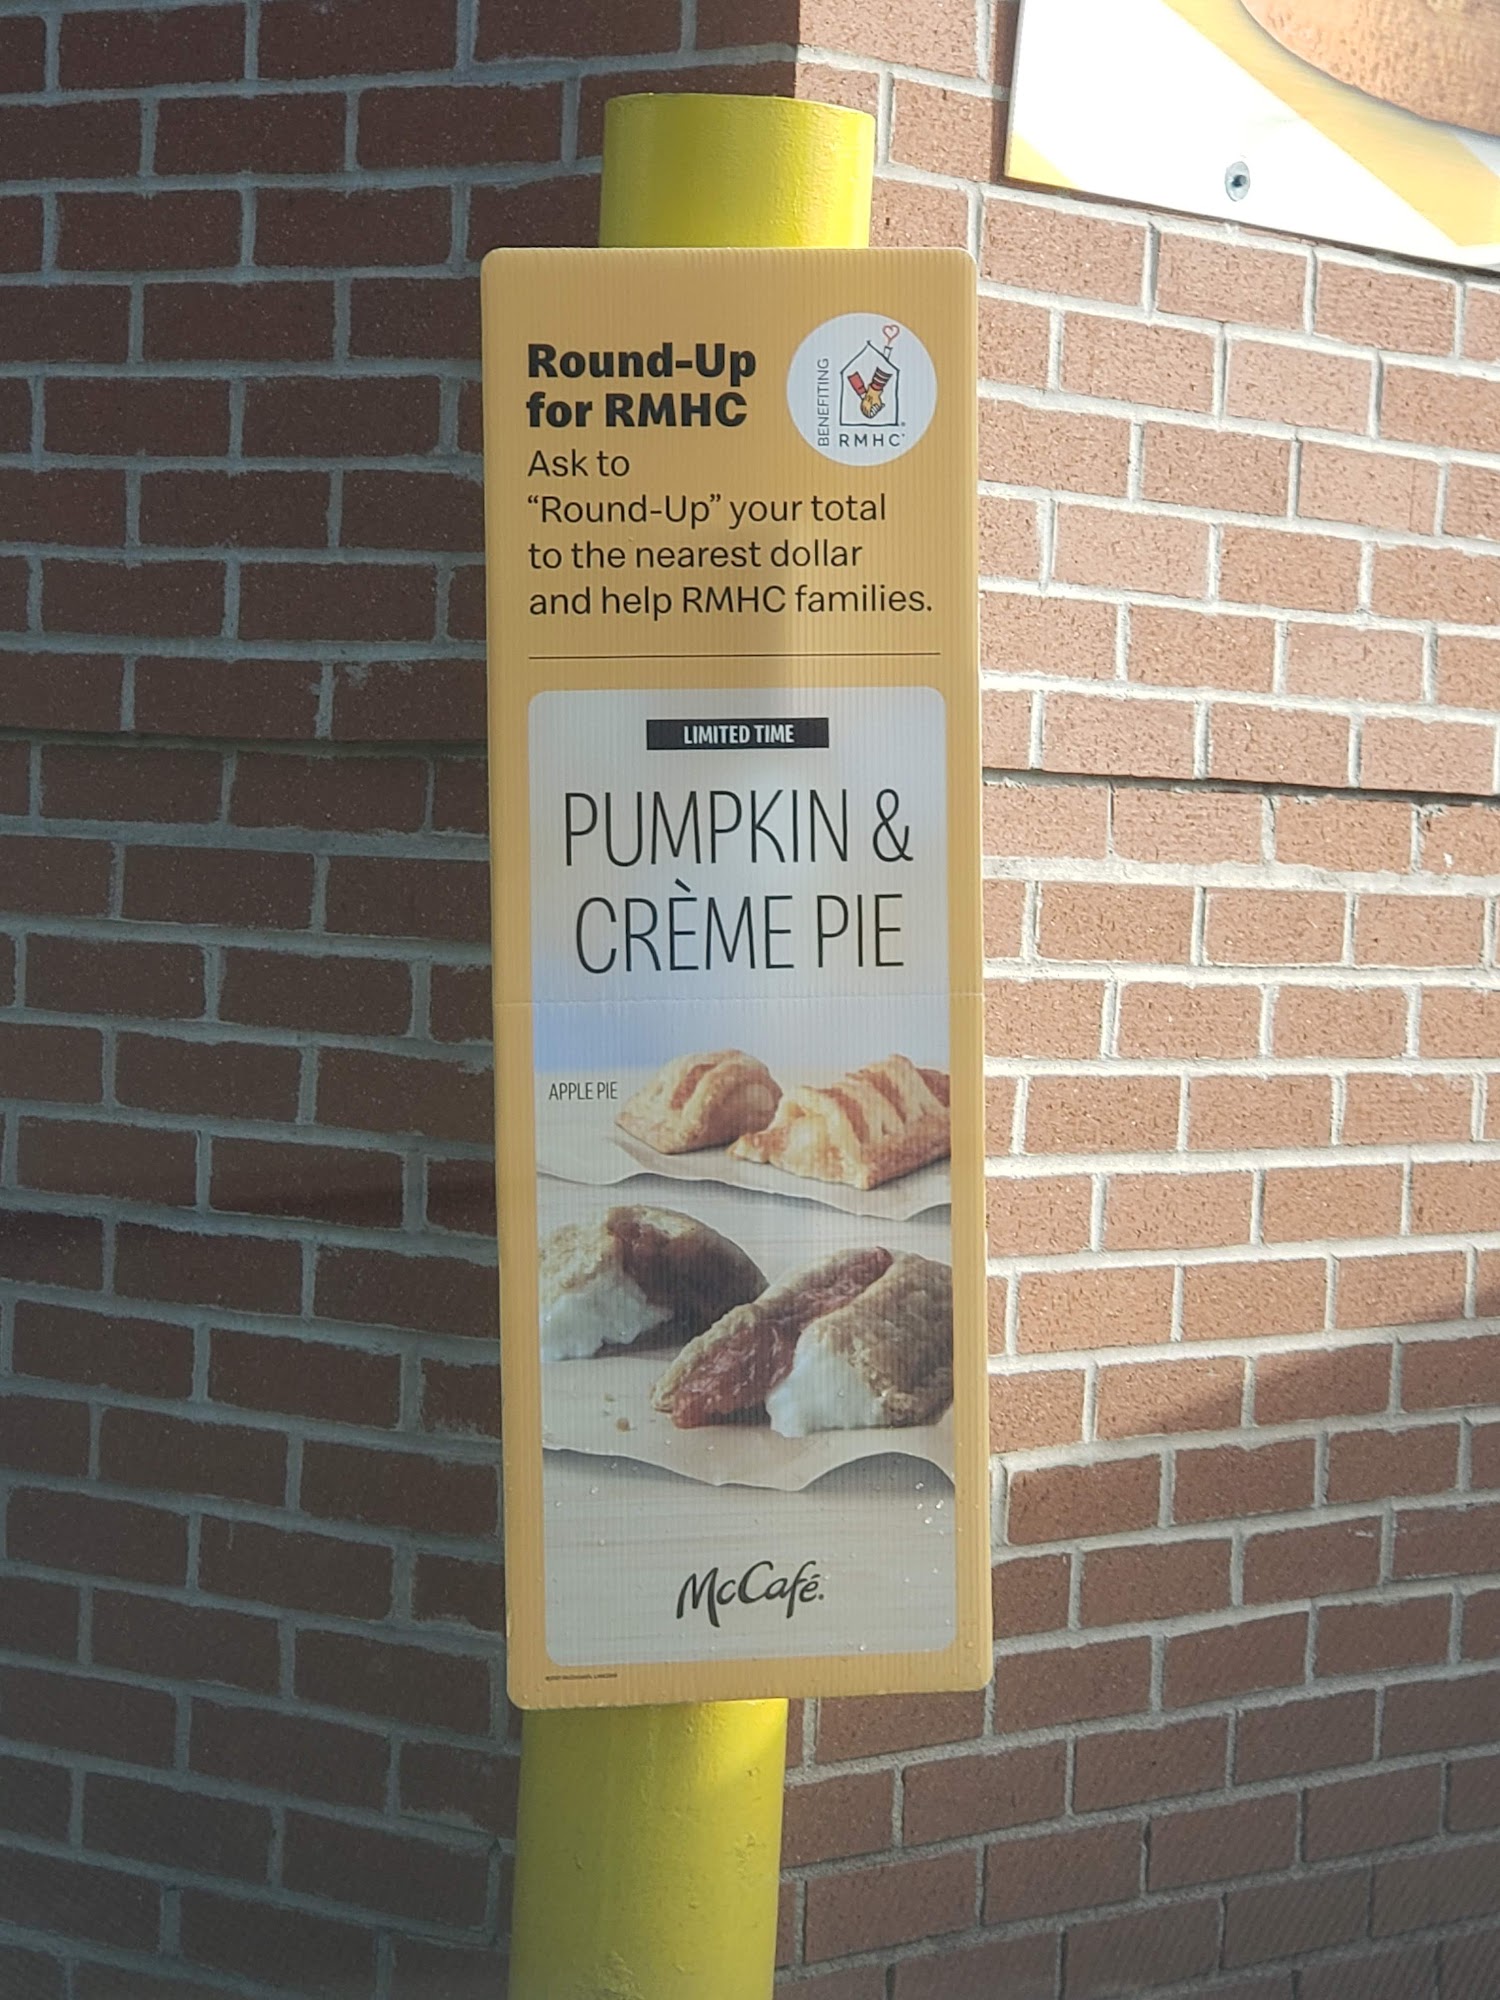 Round-Up
for RMHC
BENEFITING
RMHC
Ask to
“Round-Up” your total
to the nearest dollar
and help RMHC families.
LIMITED TIME
PUMPKIN &
CRÈME PIE
APPLE PIE
McCafé.